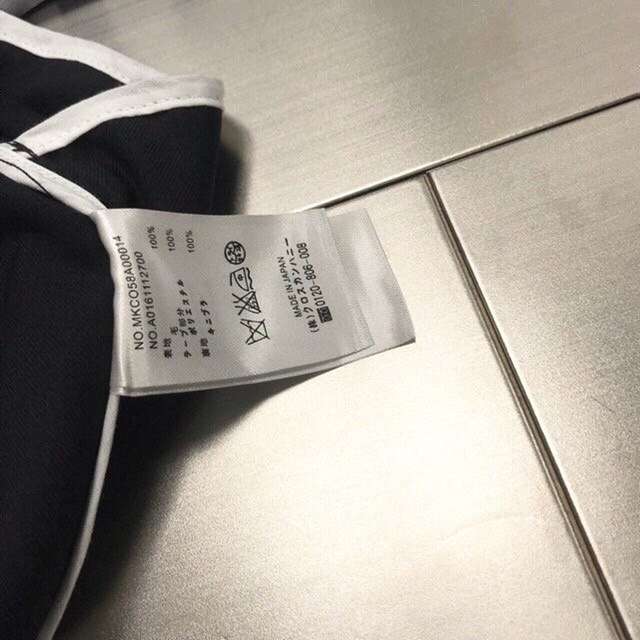 NO.MKCO58A00014
NO.A0161112700
表地 毛 100%
テープ部分
ポリエステル 100%
裏地 キュプラ 100%
MADE IN JAPAN
(株)クロスカンパニー
0120-806-008